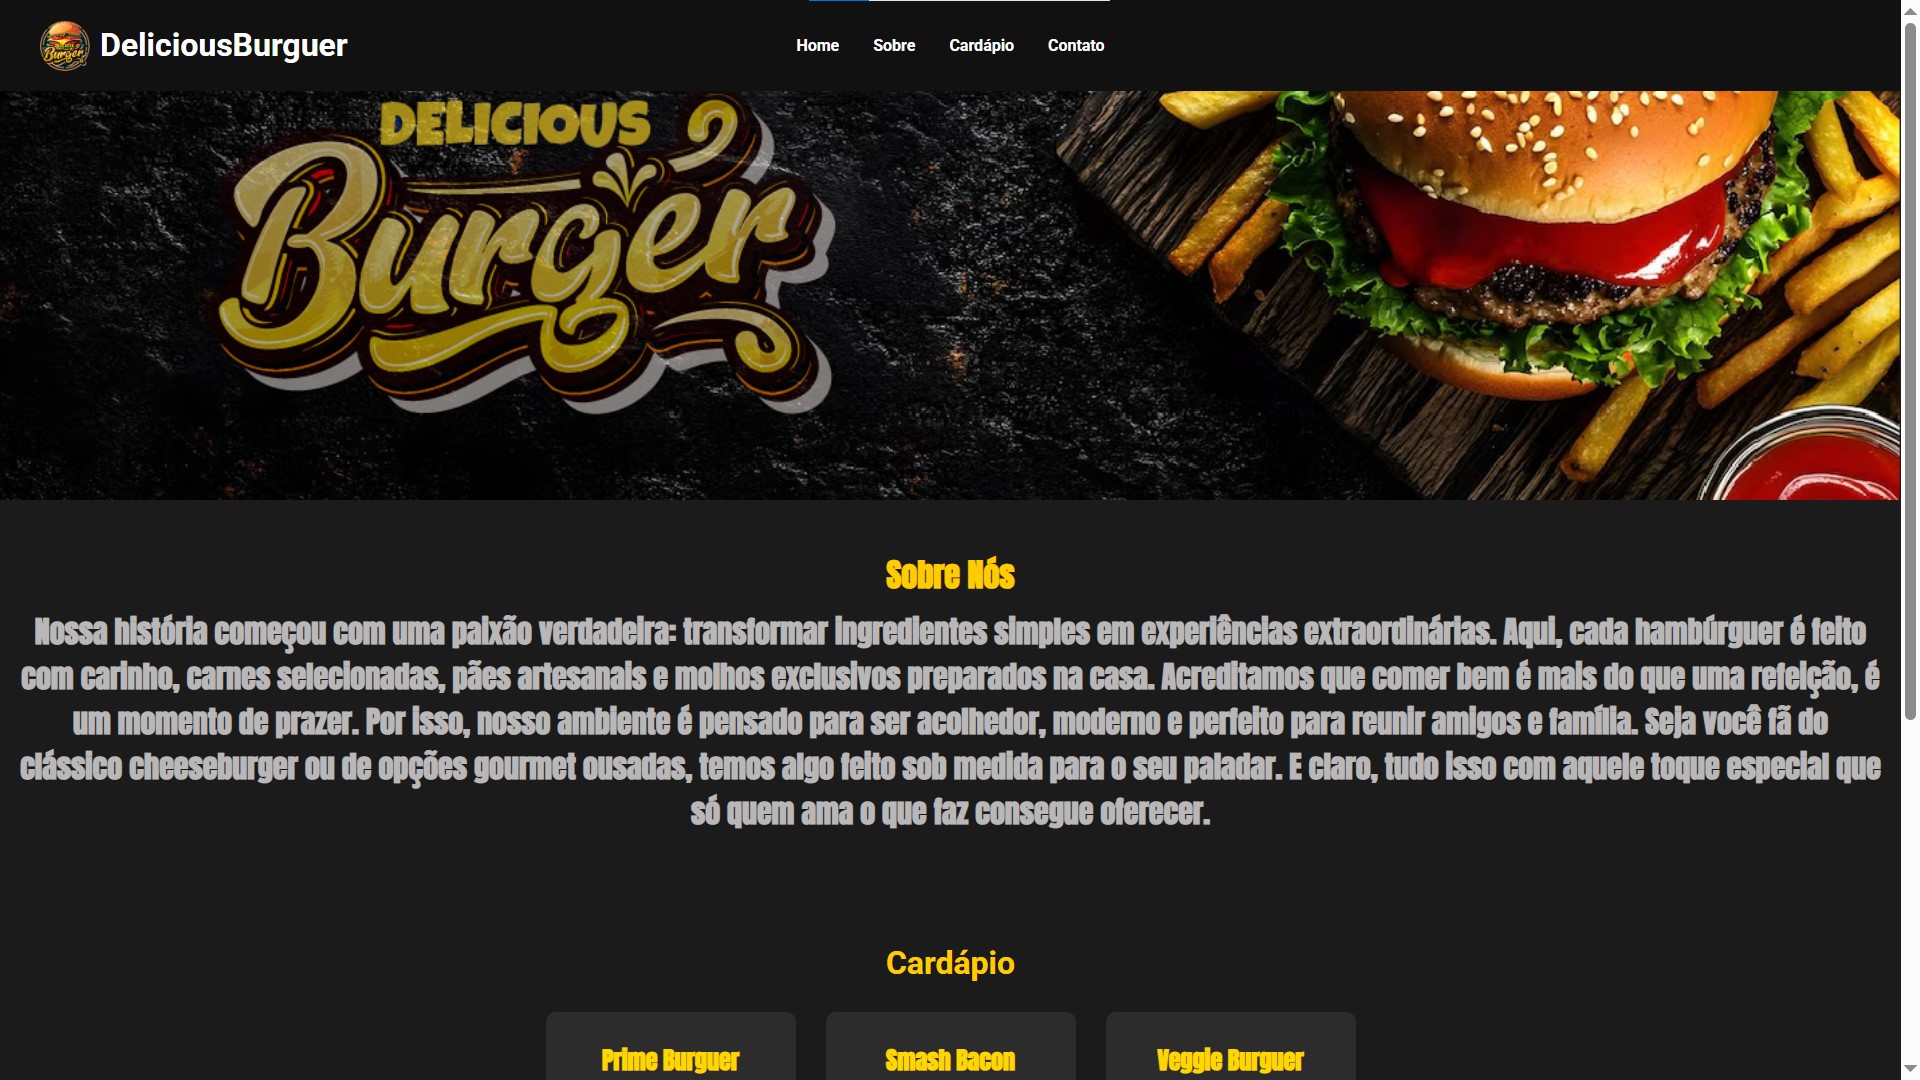 DeliciousBurguer
Home Sobre Cardápio Contato
DELICIOUS
Burger
Sobre Nós
Nossa história começou com uma paixão verdadeira: transformar ingredientes simples em experiências extraordinárias. Aqui, cada hambúrguer é feito
com carinho, carnes selecionadas, pães artesanais e molhos exclusivos preparados na casa. Acreditamos que comer bem é mais do que uma refeição, é
um momento de prazer. Por isso, nosso ambiente é pensado para ser acolhedor, moderno e perfeito para reunir amigos e família. Seja você fã do
clássico cheeseburger ou de opções gourmet ousadas, temos algo feito sob medida para o seu paladar. E claro, tudo isso com aquele toque especial que
só quem ama o que faz consegue oferecer.
Cardápio
Prime Burguer
Smash Bacon
Veggie Burguer